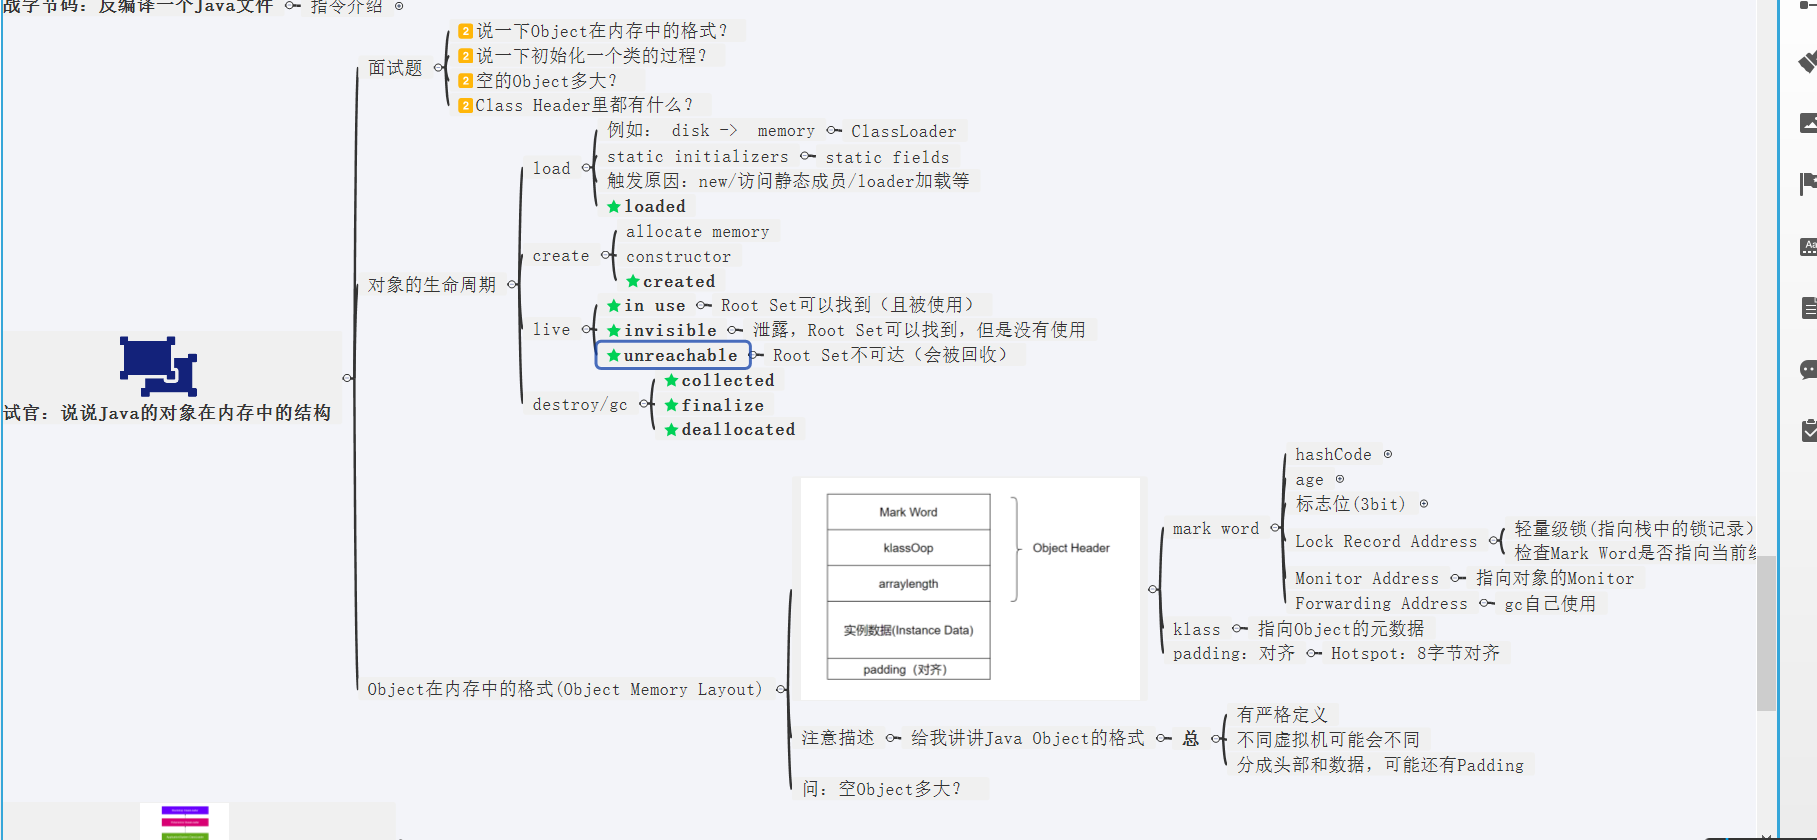 战字节码：反编译一个Java文件
指令介绍
面试题
说一下Object在内存中的格式？
说一下初始化一个类的过程？
空的Object多大？
Class Header里都有什么？
对象的生命周期
load
例如： disk -> memory
ClassLoader
static initializers
static fields
触发原因：new/访问静态成员/loader加载等
loaded
create
allocate memory
constructor
created
live
in use
Root Set可以找到（且被使用）
invisible
泄露，Root Set可以找到，但是没有使用
unreachable
Root Set不可达（会被回收）
destroy/gc
collected
finalize
deallocated
试官：说说Java的对象在内存中的结构
Object在内存中的格式(Object Memory Layout)
Mark Word
klassOop
arraylength
Object Header
实例数据(Instance Data)
padding（对齐）
mark word
hashCode
age
标志位(3bit)
Lock Record Address
轻量级锁(指向栈中的锁记录)
检查Mark Word是否指向当前
Monitor Address
指向对象的Monitor
Forwarding Address
gc自己使用
klass
指向Object的元数据
padding：对齐
Hotspot：8字节对齐
注意描述
给我讲讲Java Object的格式
总
有严格定义
不同虚拟机可能会不同
分成头部和数据，可能还有Padding
问：空Object多大？